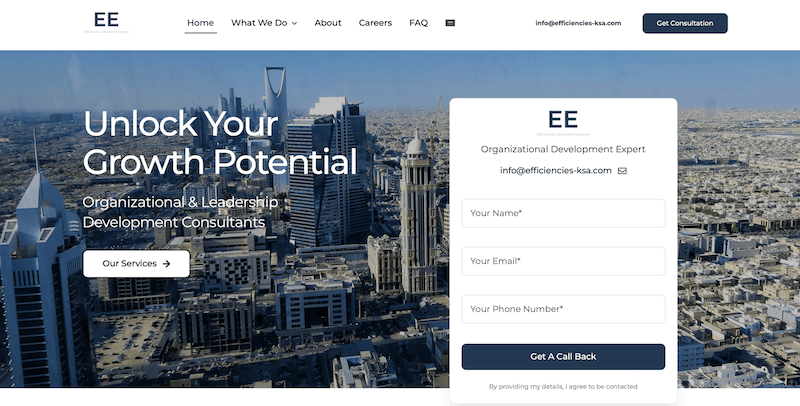 EE
Home
What We Do
About
Careers
FAQ
info@efficiencies-ksa.com
Get Consultation
Unlock Your
Growth Potential
Organizational & Leadership
Development Consultants
Our Services
EE
Organizational Development Expert
info@efficiencies-ksa.com
Your Name*
Your Email*
Your Phone Number*
Get A Call Back
By providing my details, I agree to be contacted